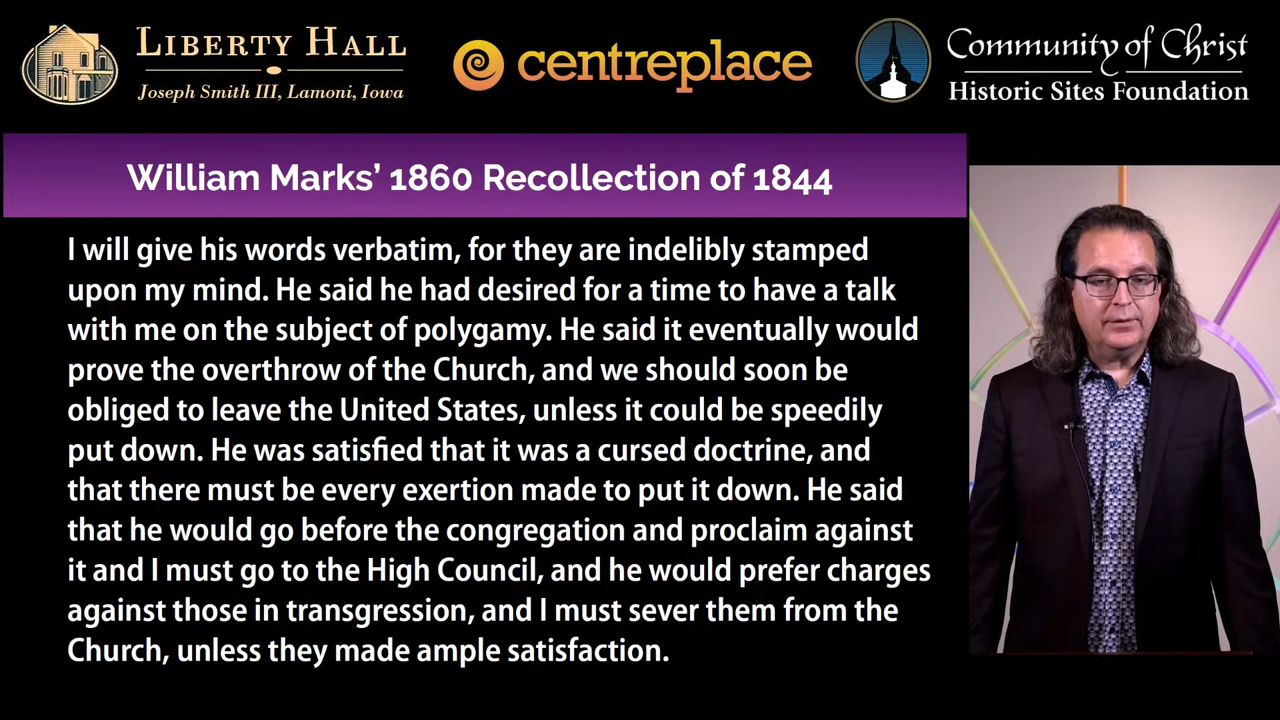 LIBERTY HALL
Joseph Smith III, Lamoni, Iowa
centreplace
Community of Christ
Historic Sites Foundation
William Marks’ 1860 Recollection of 1844
I will give his words verbatim, for they are indelibly stamped
upon my mind. He said he had desired for a time to have a talk
with me on the subject of polygamy. He said it eventually would
prove the overthrow of the Church, and we should soon be
obliged to leave the United States, unless it could be speedily
put down. He was satisfied that it was a cursed doctrine, and
that there must be every exertion made to put it down. He said
that he would go before the congregation and proclaim against
it and I must go to the High Council, and he would prefer charges
against those in transgression, and I must sever them from the
Church, unless they made ample satisfaction.